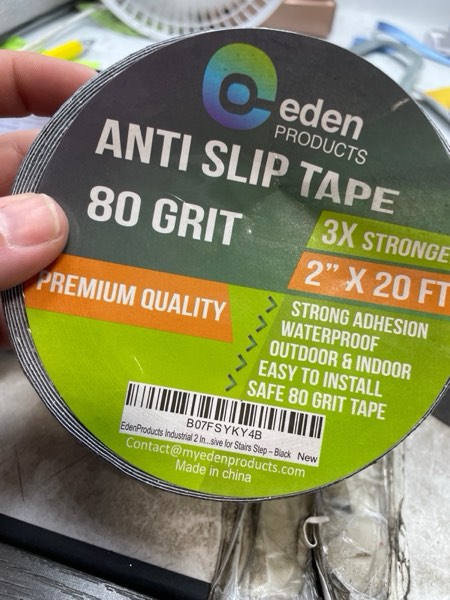 eden
PRODUCTS
ANTI SLIP TAPE
80 GRIT
3X STRONGE
2” X 20 FT
PREMIUM QUALITY
STRONG ADHESION
WATERPROOF
OUTDOOR & INDOOR
EASY TO INSTALL
SAFE 80 GRIT TAPE
B07FSYKY4B
EdenProducts Industrial 2 In...sive for Stairs Step – Black New
Contact@myedenproducts.com
Made in china